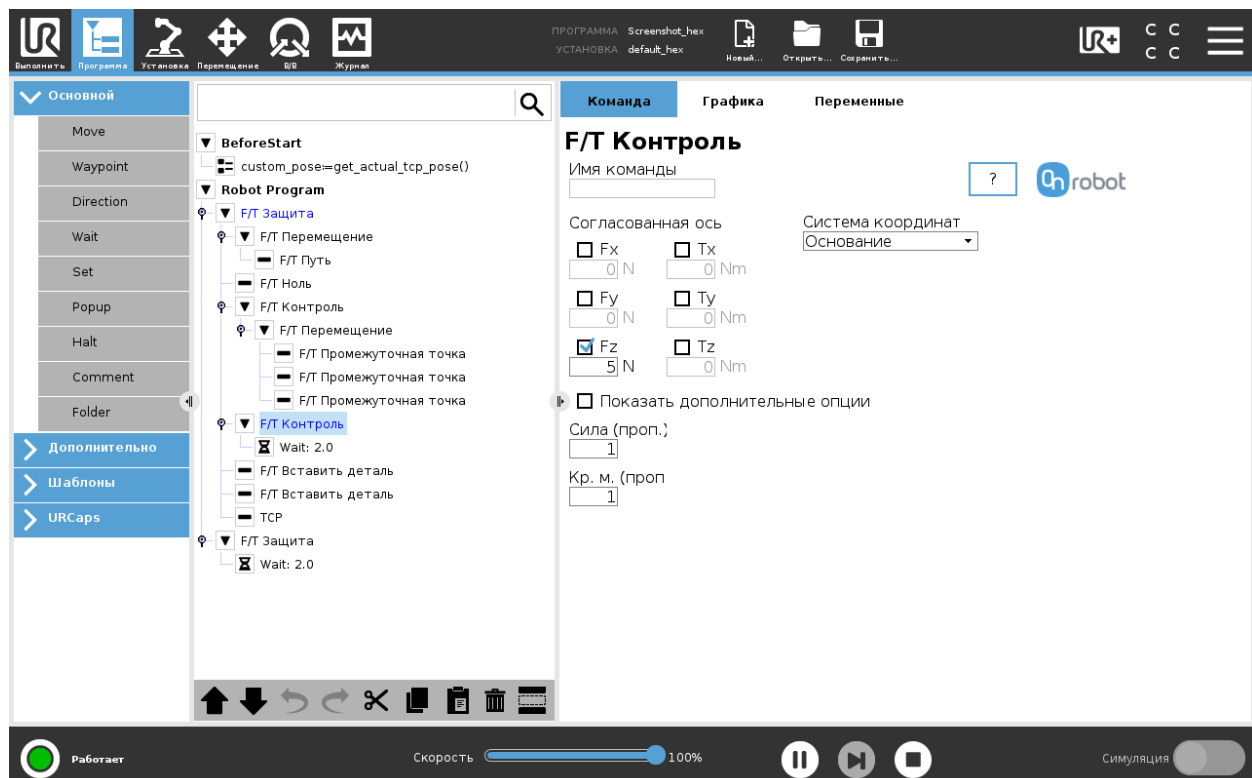 ПРОГРАММА Screenshot_hex
УСТАНОВКА default_hex
Выполнить
Программа
Установка
Перемещение
В/В
Журнал
Новый...
Открыть...
Сохранить...
UR+
C C
C C
Основной
Move
Waypoint
Direction
Wait
Set
Popup
Halt
Comment
Folder
Дополнительно
Шаблоны
URCaps
BeforeStart
custom_pose:=get_actual_tcp_pose()
Robot Program
F/T Защита
F/T Перемещение
F/T Путь
F/T Ноль
F/T Контроль
F/T Перемещение
F/T Промежуточная точка
F/T Промежуточная точка
F/T Промежуточная точка
F/T Контроль
Wait: 2.0
F/T Вставить деталь
F/T Вставить деталь
TCP
F/T Защита
Wait: 2.0
Команда
Графика
Переменные
F/T Контроль
Имя команды
?
On robot
Согласованная ось
Система координат
Основание
Fx
Tx
0 N
0 Nm
Fy
Ty
0 N
0 Nm
Fz
Tz
5 N
0 Nm
Показать дополнительные опции
Сила (проп.)
1
Кр. м. (проп
1
Работает
Скорость
100%
Симуляция